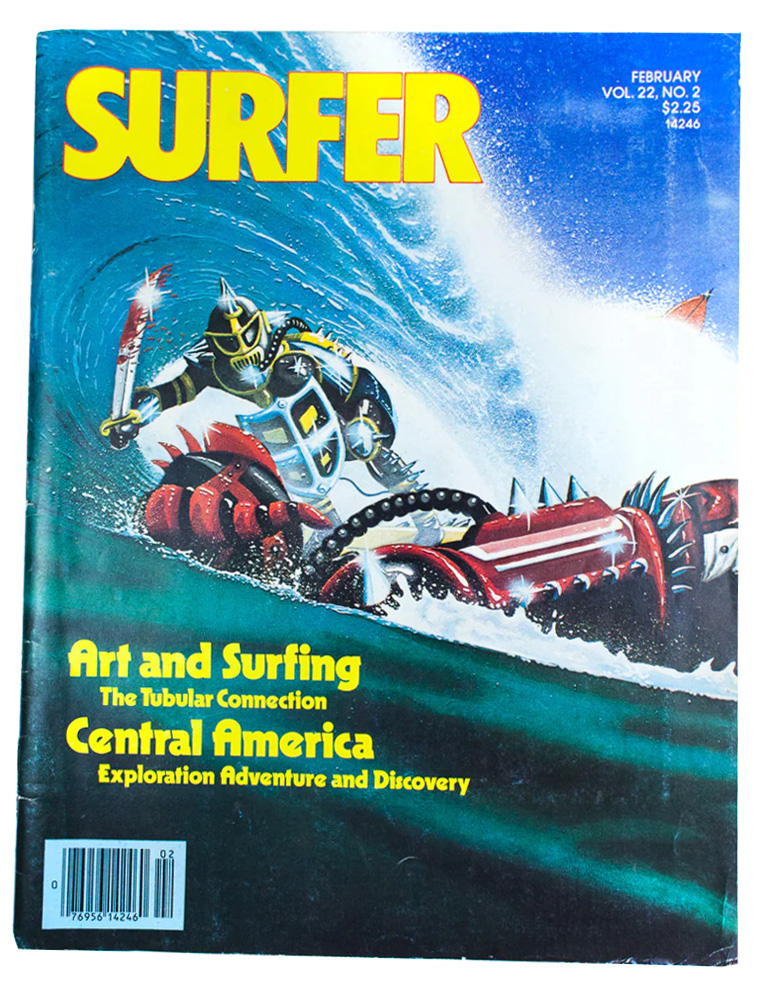 SURFER
FEBRUARY
VOL. 22, NO. 2
$2.25
14246
Art and Surfing
The Tubular Connection
Central America
Exploration Adventure and Discovery
02
0
76956 14246